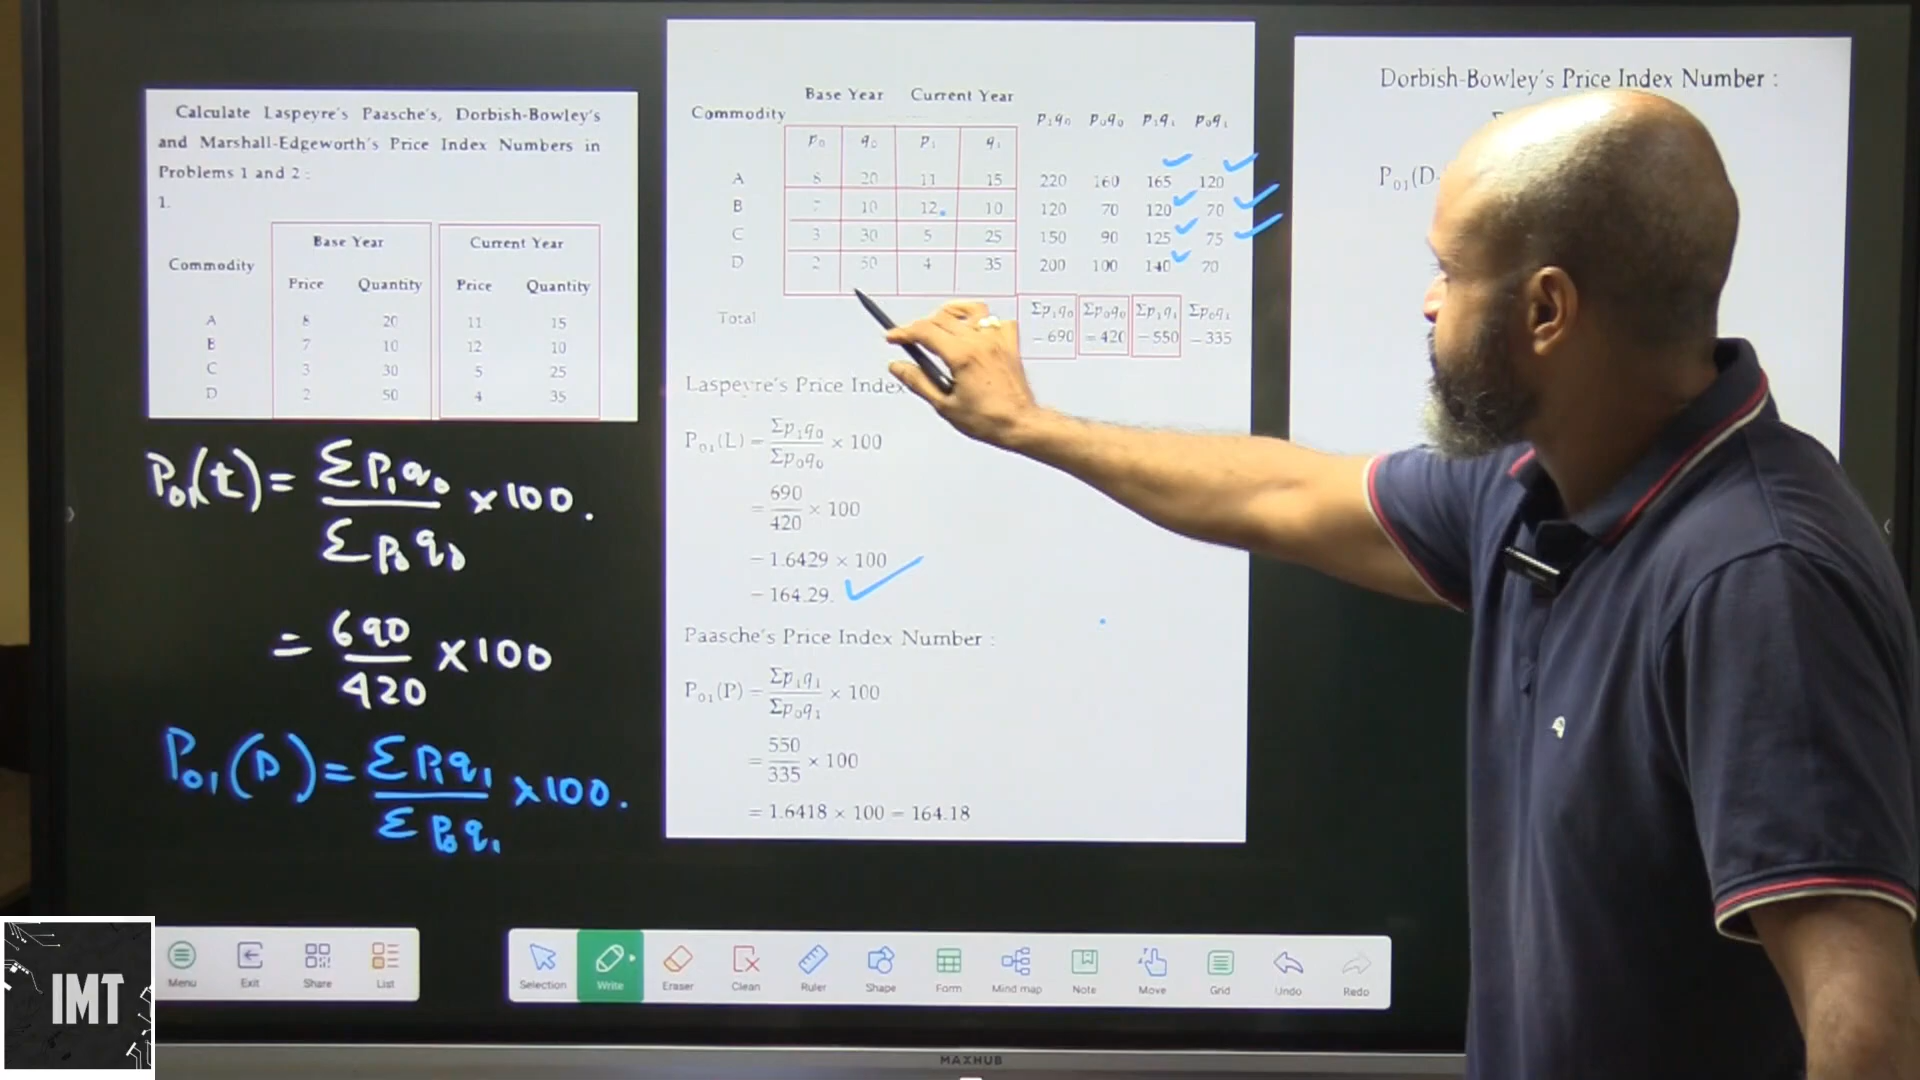 Calculate Laspeyre's Paasche's, Dorbish-Bowley's
and Marshall-Edgeworth's Price Index Numbers in
Problems 1 and 2 :
1.
Commodity Base Year Current Year
Price Quantity Price Quantity
A 8 20 11 15
B 7 10 12 10
C 3 30 5 25
D 2 50 4 35
P₀₁(t) = Σp₁q₀ / Σp₀q₀ × 100.
= 690 / 420 × 100
P₀₁(P) = Σp₁q₁ / Σp₀q₁ × 100.
Commodity Base Year Current Year p₁q₀ p₀q₀ p₁q₁ p₀q₁
p₀ q₀ p₁ q₁
A 8 20 11 15 220 160 165 120
B 7 10 12 10 120 70 120 70
C 3 30 5 25 150 90 125 75
D 2 50 4 35 200 100 140 70
Total Σp₁q₀ Σp₀q₀ Σp₁q₁ Σp₀q₁
= 690 = 420 = 550 = 335
Laspeyre's Price Index
P₀₁(L) = Σp₁q₀ / Σp₀q₀ × 100
= 690 / 420 × 100
= 1.6429 × 100
= 164.29.
Paasche's Price Index Number :
P₀₁(P) = Σp₁q₁ / Σp₀q₁ × 100
= 550 / 335 × 100
= 1.6418 × 100 = 164.18
Dorbish-Bowley's Price Index Number :
P₀₁(D-
IMT
Menu Exit Share List
Selection Write Eraser Clean Ruler Shape Form Mind map Note Move Grid Undo Redo
MAXHUB